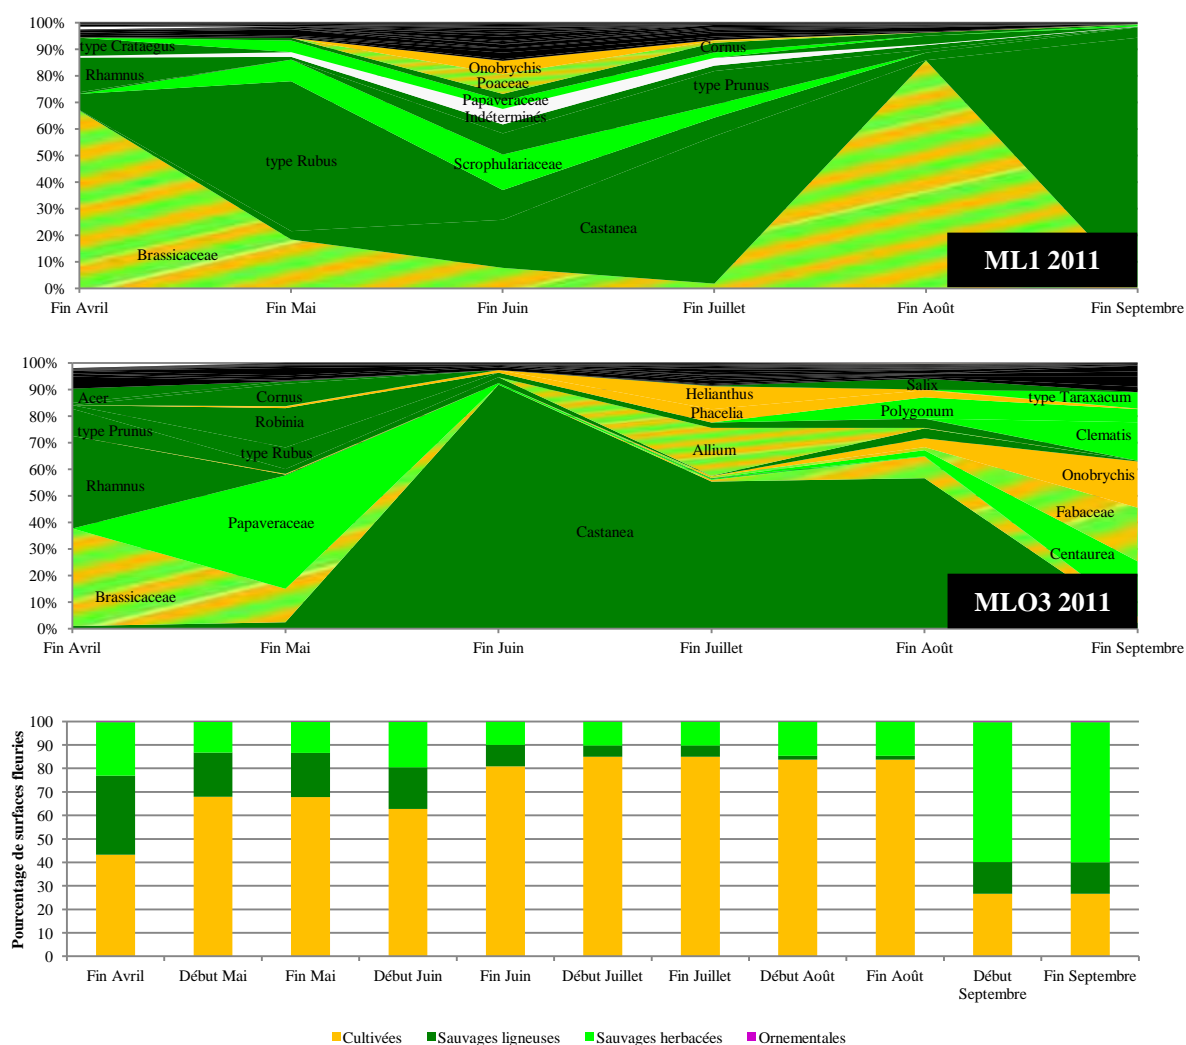 100%
90%
80%
70%
60%
50%
40%
30%
20%
10%
0%
type Crataegus
Rhamnus
Brassicaceae
type Rubus
Onobrychis
Poaceae
Papaveraceae
Indéterminés
Scrophulariaceae
Castanea
Cornus
type Prunus
ML1 2011
Fin Avril Fin Mai Fin Juin Fin Juillet Fin Août Fin Septembre
100%
90%
80%
70%
60%
50%
40%
30%
20%
10%
0%
Acer
type Prunus
Rhamnus
Brassicaceae
Cornus
Robinia
type Rubus
Papaveraceae
Castanea
Helianthus
Phacelia
Allium
Salix
Polygonum
type Taraxacum
Clematis
Onobrychis
Fabaceae
Centaurea
MLO3 2011
Fin Avril Fin Mai Fin Juin Fin Juillet Fin Août Fin Septembre
Pourcentage de surfaces fleuries
100
90
80
70
60
50
40
30
20
10
0
Fin Avril Début Mai Fin Mai Début Juin Fin Juin Début Juillet Fin Juillet Début Août Fin Août Début Fin Septembre
Septembre
Cultivées Sauvages ligneuses Sauvages herbacées Ornementales